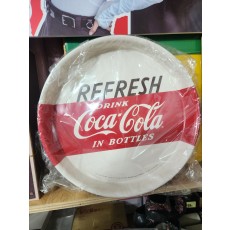 REFRESH
DRINK
Coca-Cola
IN BOTTLES